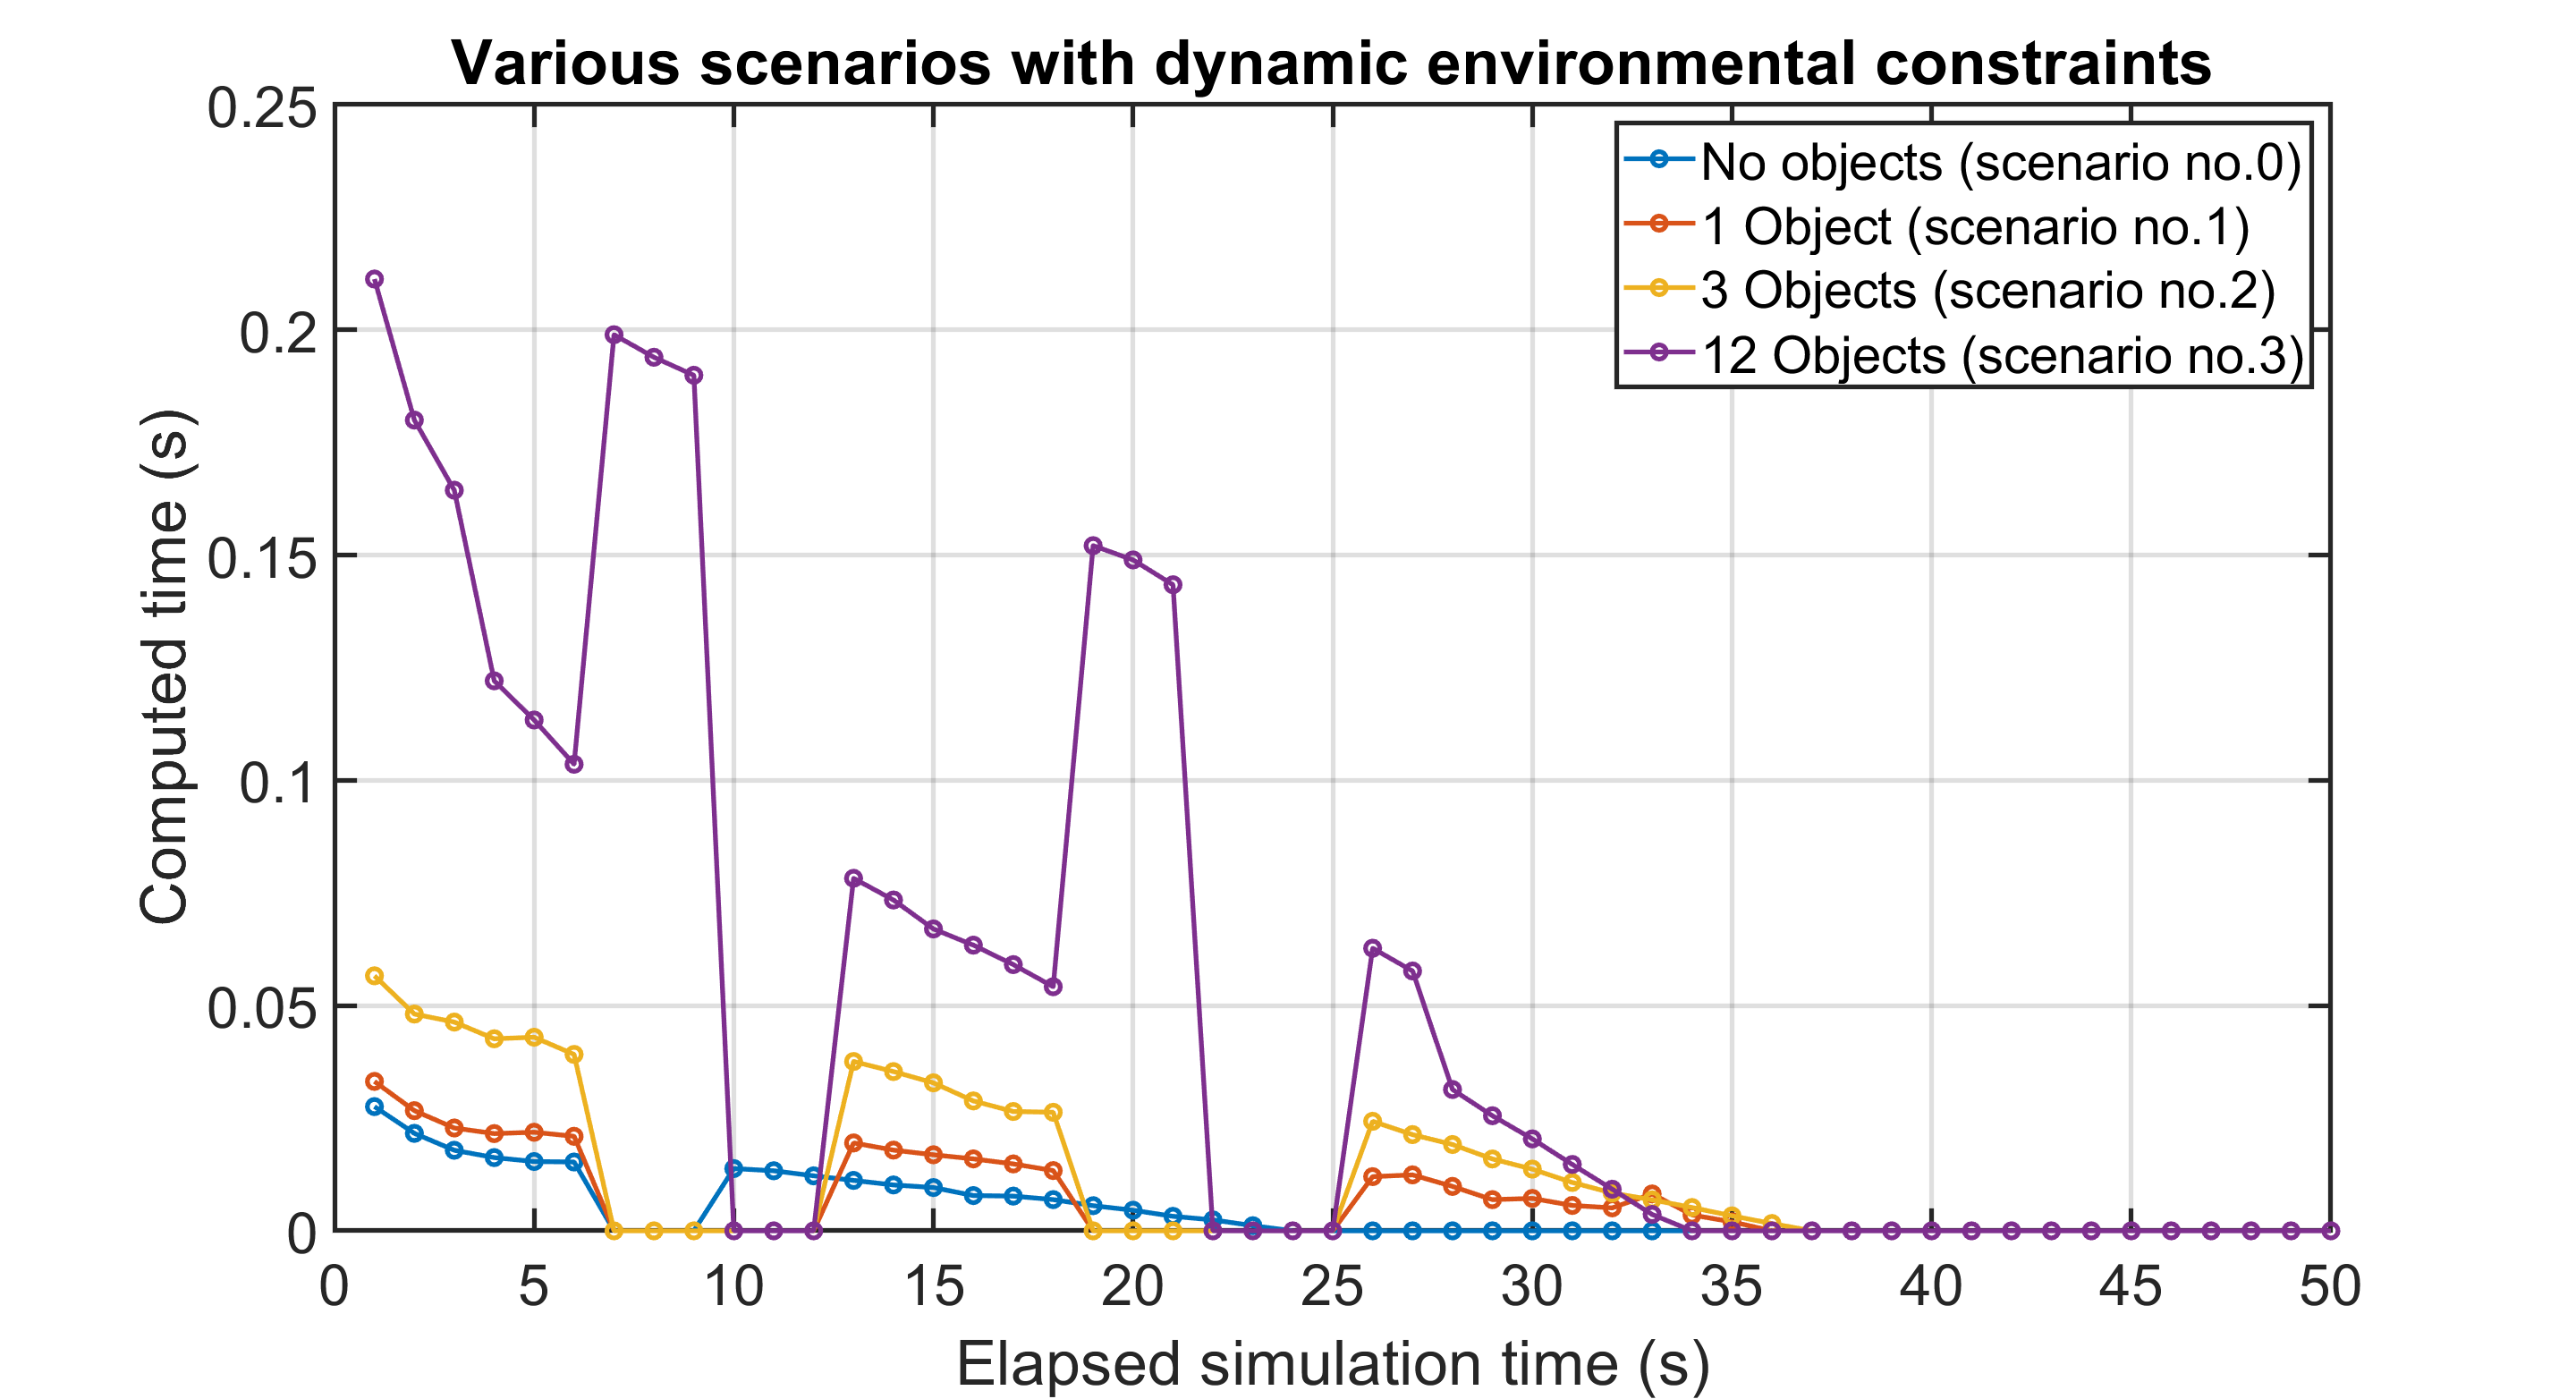 Various scenarios with dynamic environmental constraints
0.25
0.2
0.15
0.1
0.05
0
Computed time (s)
No objects (scenario no.0)
1 Object (scenario no.1)
3 Objects (scenario no.2)
12 Objects (scenario no.3)
0 5 10 15 20 25 30 35 40 45 50
Elapsed simulation time (s)